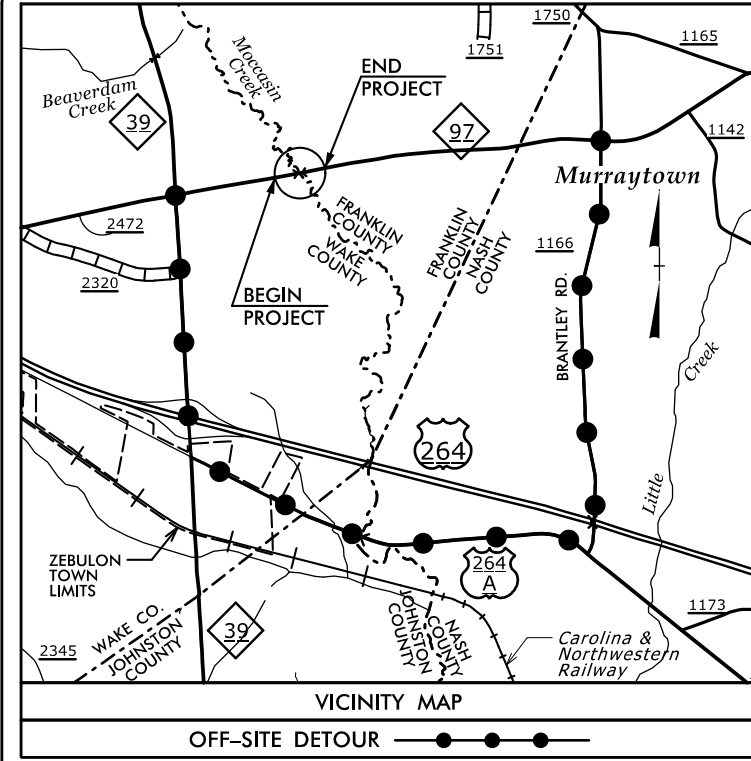 1750
1165
1751
Moccasin
Creek
END
PROJECT
Beaverdam
Creek
39
97
1142
Murraytown
2472
FRANKLIN
COUNTY
WAKE
COUNTY
FRANKLIN
COUNTY
NASH
COUNTY
1166
2320
BEGIN
PROJECT
BRANTLEY RD.
Little
Creek
264
ZEBULON
TOWN
LIMITS
264
A
WAKE CO.
JOHNSTON
COUNTY
39
NASH
COUNTY
JOHNSTON
COUNTY
1173
2345
Carolina &
Northwestern
Railway
VICINITY MAP
OFF-SITE DETOUR